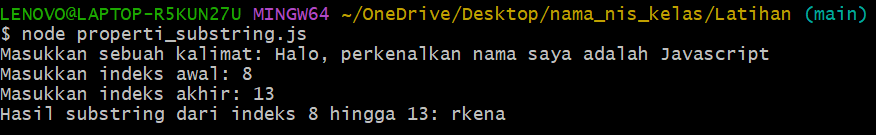 LENOVO@LAPTOP-R5KUN27U MINGW64 ~/OneDrive/Desktop/nama_nis_kelas/Latihan (main)
$ node properti_substring.js
Masukkan sebuah kalimat: Halo, perkenalkan nama saya adalah Javascript
Masukkan indeks awal: 8
Masukkan indeks akhir: 13
Hasil substring dari indeks 8 hingga 13: rkena